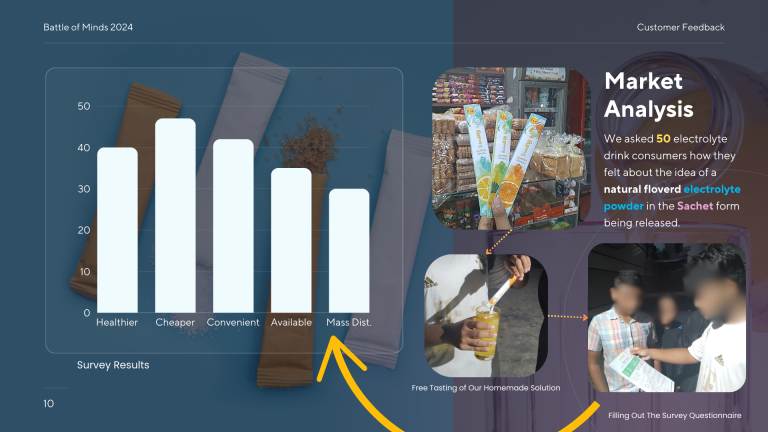 Battle of Minds 2024
Customer Feedback
50
40
30
20
10
0
Healthier
Cheaper
Convenient
Available
Mass Dist.
Survey Results
10
Market
Analysis
We asked 50 electrolyte
drink consumers how they
felt about the idea of a
natural floverd electrolyte
powder in the Sachet form
being released.
Free Tasting of Our Homemade Solution
Filling Out The Survey Questionnaire